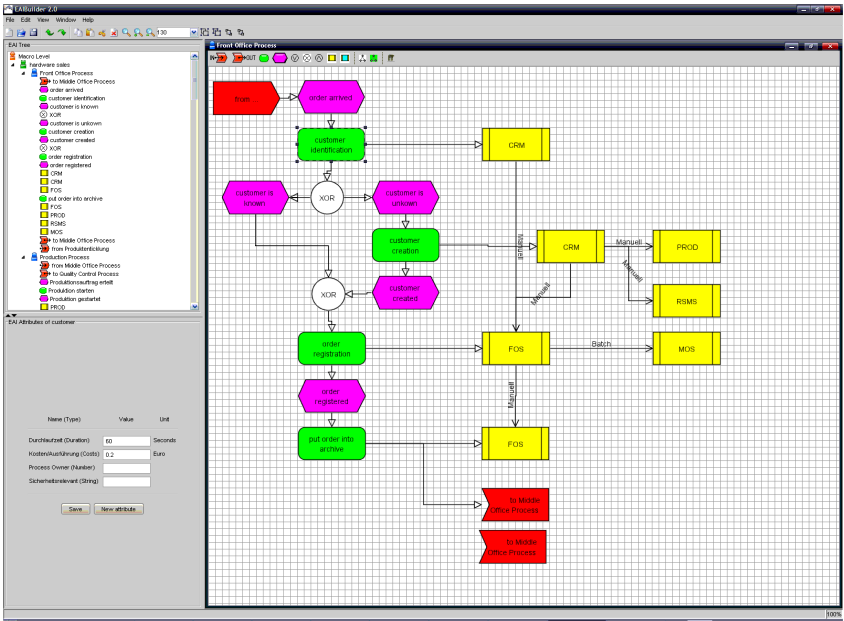 EAIBuilder 2.0
File Edit View Window Help
130
EAI Tree
Macro Level
hardware sales
Front Office Process
to Middle Office Process
order arrived
customer identification
customer is known
XOR
customer is unkown
customer creation
customer created
XOR
order registration
order registered
CRM
CRM
FOS
put order into archive
FOS
PROD
RSMS
MOS
to Middle Office Process
from Produktenticklung
Production Process
from Middle Office Process
to Quality Control Process
Produktionsauftrag erteilt
Produktion starten
Produktion gestartet
PROD
EAI Attributes of customer
Name (Type) Value Unit
Durchlaufzeit (Duration) 60 Seconds
Kosten/Ausführung (Costs) 0.2 Euro
Process Owner (Number)
Sicherheitsrelevant (String)
Save New attribute
Front Office Process
IN OUT
from
order arrived
customer
identification
CRM
customer is
known
XOR
customer is
unkown
customer
creation
Manuell
CRM
Manuell
PROD
Manuell
XOR
customer
created
Manuell
RSMS
order
registration
FOS
Batch
MOS
order
registered
Manuell
put order into
archive
FOS
to Middle
Office Process
to Middle
Office Process
100%